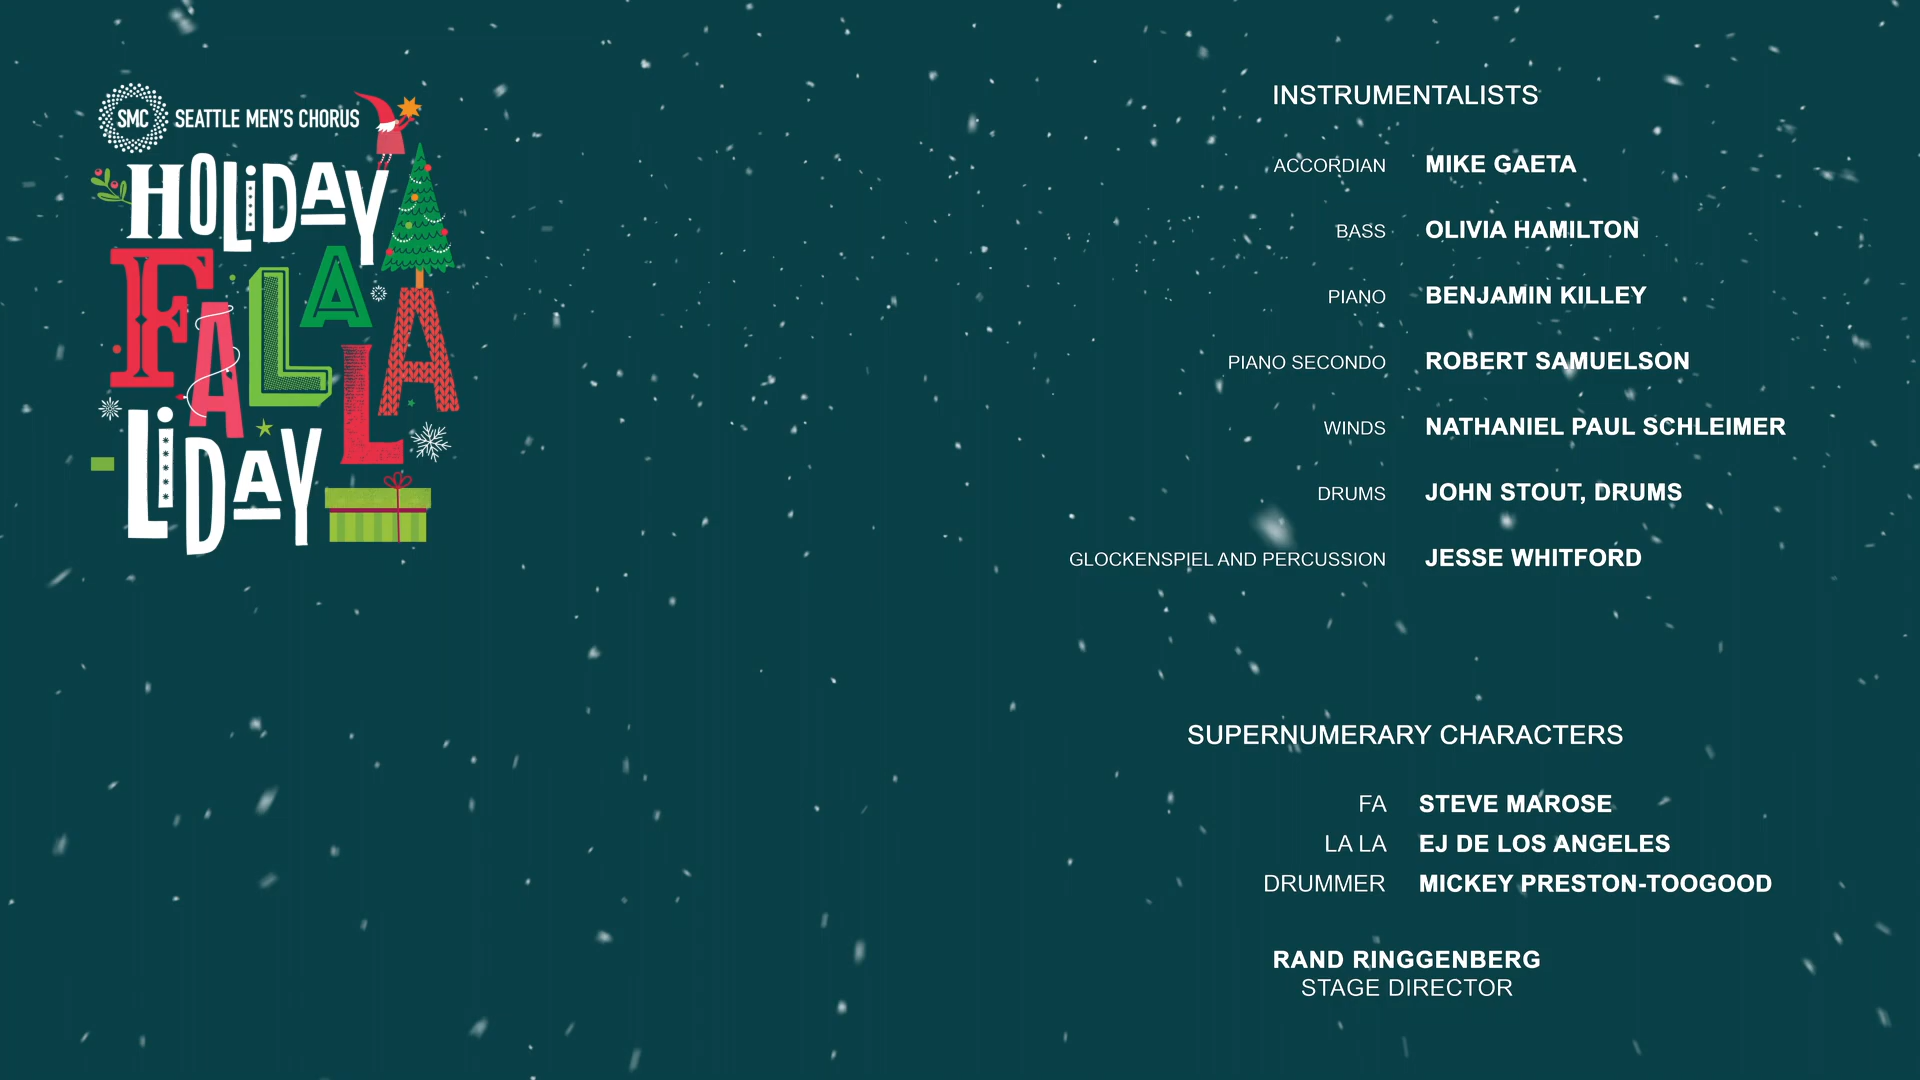 SMC SEATTLE MEN'S CHORUS
HOLIDAY
FA LA LA
-LIDAY
INSTRUMENTALISTS
ACCORDIAN MIKE GAETA
BASS OLIVIA HAMILTON
PIANO BENJAMIN KILLEY
PIANO SECONDO ROBERT SAMUELSON
WINDS NATHANIEL PAUL SCHLEIMER
DRUMS JOHN STOUT, DRUMS
GLOCKENSPIEL AND PERCUSSION JESSE WHITFORD
SUPERNUMERARY CHARACTERS
FA STEVE MAROSE
LA LA EJ DE LOS ANGELES
DRUMMER MICKEY PRESTON-TOOGOOD
RAND RINGGENBERG
STAGE DIRECTOR